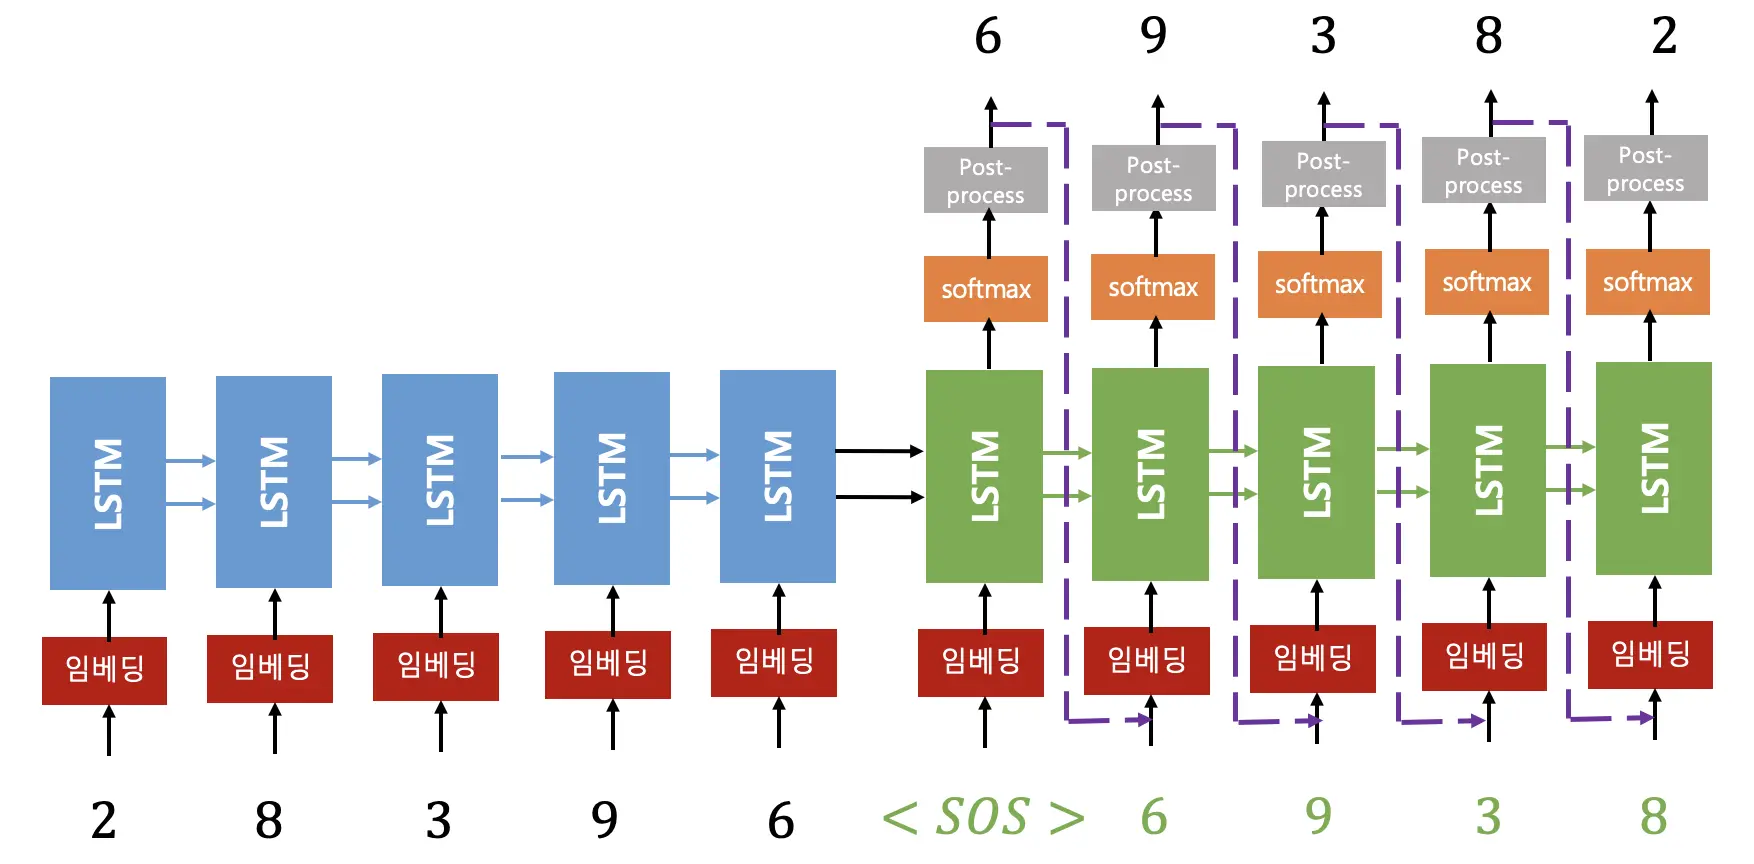 6 9 3 8 2
Post-process Post-process Post-process Post-process Post-process
softmax softmax softmax softmax softmax
LSTM LSTM LSTM LSTM LSTM LSTM LSTM LSTM LSTM LSTM
임베딩 임베딩 임베딩 임베딩 임베딩 임베딩 임베딩 임베딩 임베딩 임베딩
2 8 3 9 6 < SOS > 6 9 3 8